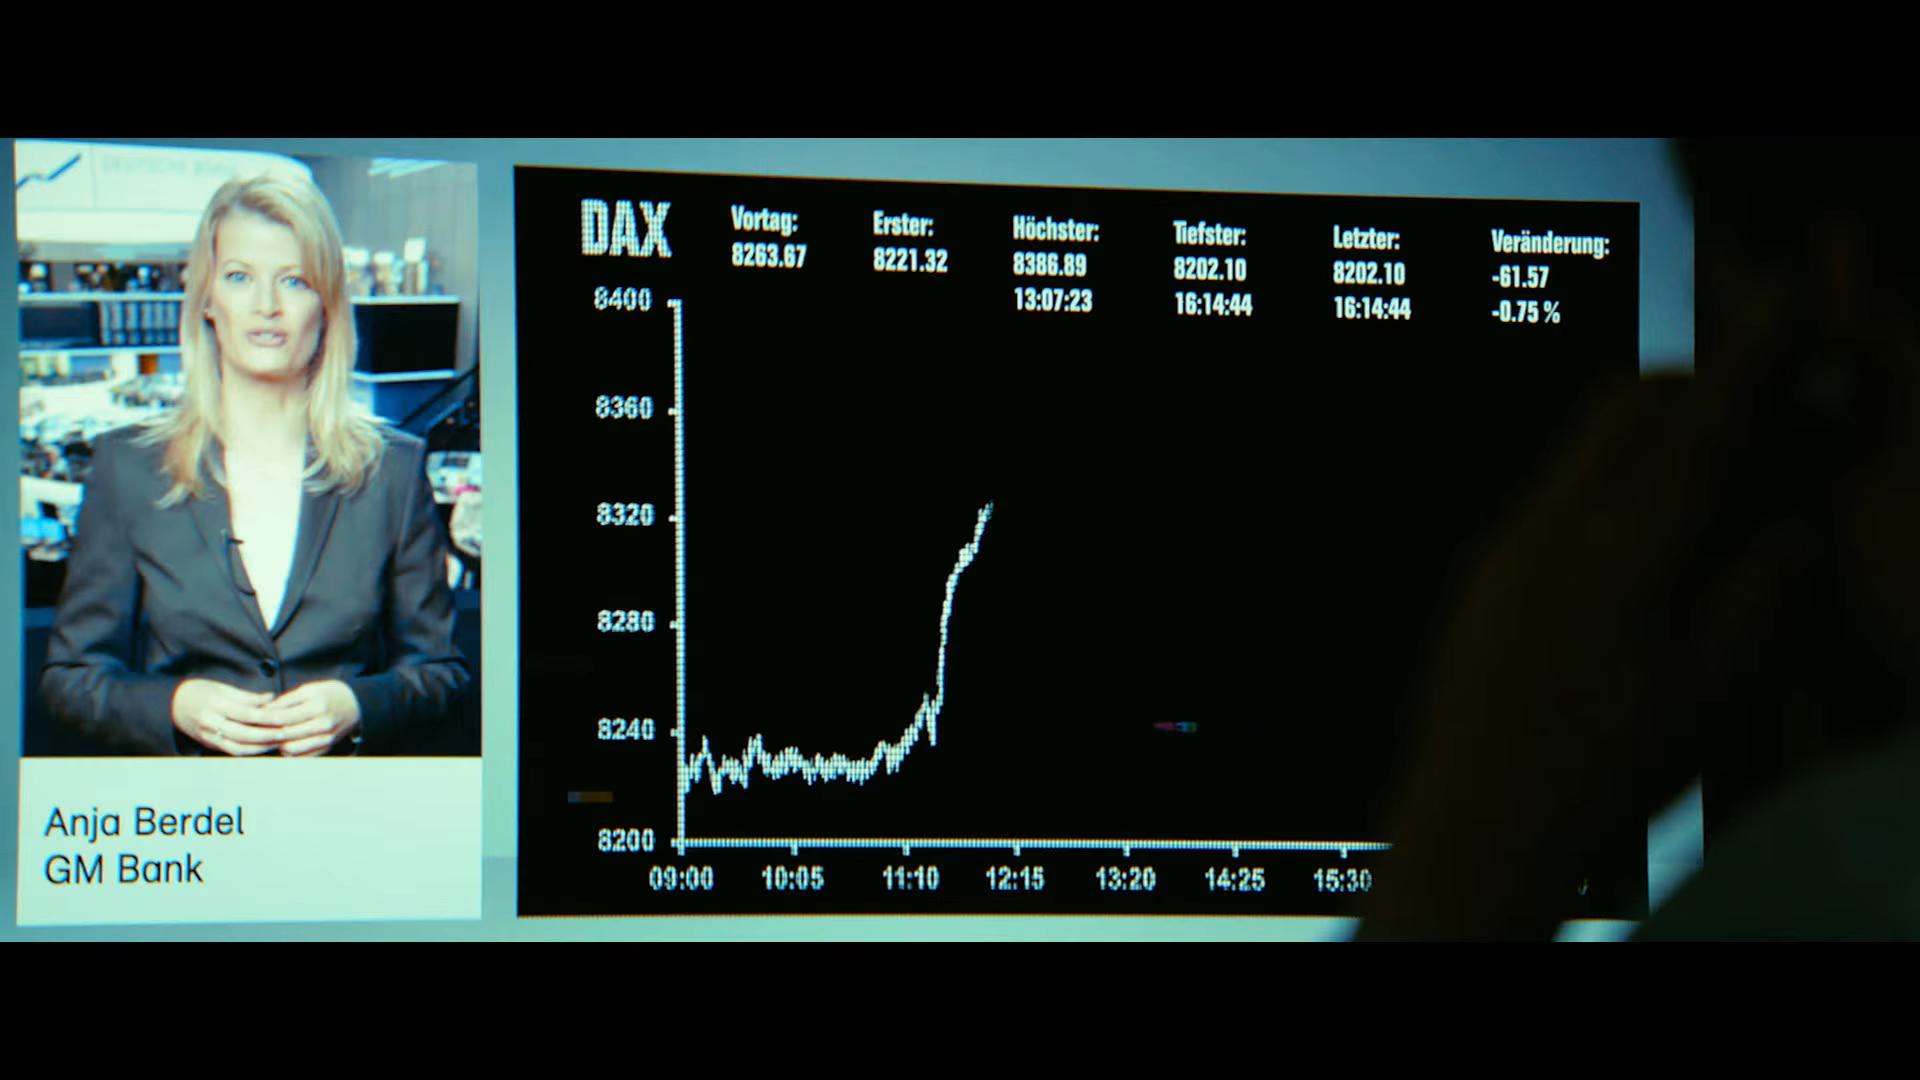 DEUTSCHE BÖRSE
Anja Berdel
GM Bank
DAX
Vortag:
8263.67
Erster:
8221.32
Höchster:
8386.89
13:07:23
Tiefster:
8202.10
16:14:44
Letzter:
8202.10
16:14:44
Veränderung:
-61.57
-0.75 %
8400
8360
8320
8280
8240
8200
09:00 10:05 11:10 12:15 13:20 14:25 15:30